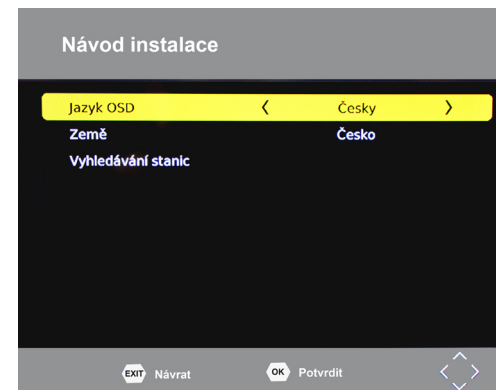 Návod instalace
Jazyk OSD Česky
Země Česko
Vyhledávání stanic
EXIT Návrat OK Potvrdit